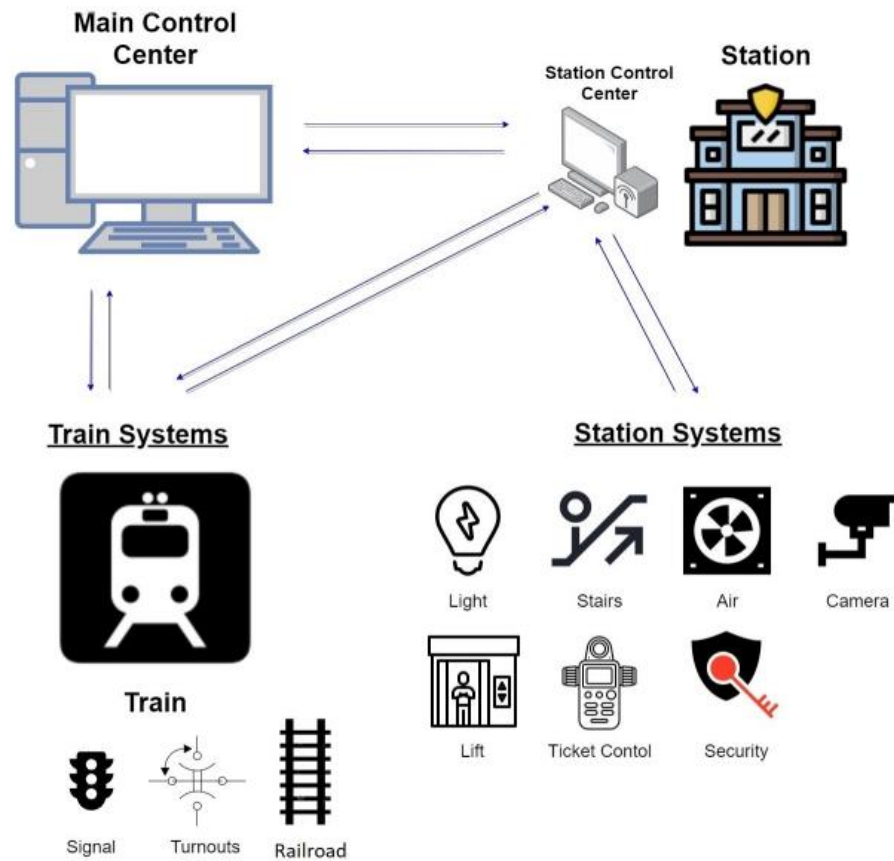 Main Control
Center
Station Control
Center
Station
Train Systems
Station Systems
Light
Stairs
Air
Camera
Train
Lift
Ticket Contol
Security
Signal
Turnouts
Railroad